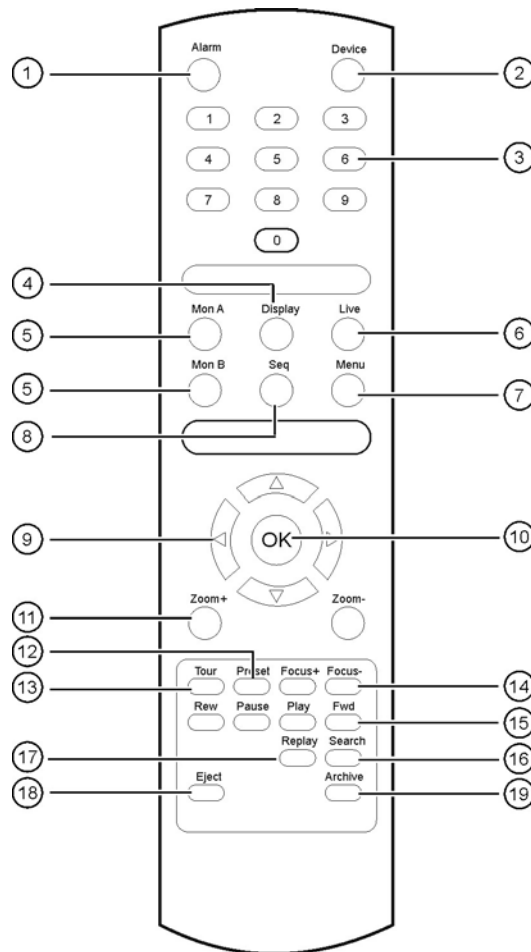 Alarm Device
1 2
1 2 3
4 5 6 3
7 8 9
0
4
Mon A Display Live
5 6
Mon B Seq Menu
5 7
8
9 OK 10
Zoom+ Zoom-
11
12
Tour Preset Focus+ Focus-
13 14
Rew Pause Play Fwd
15
Replay Search
17 16
Eject Archive
18 19